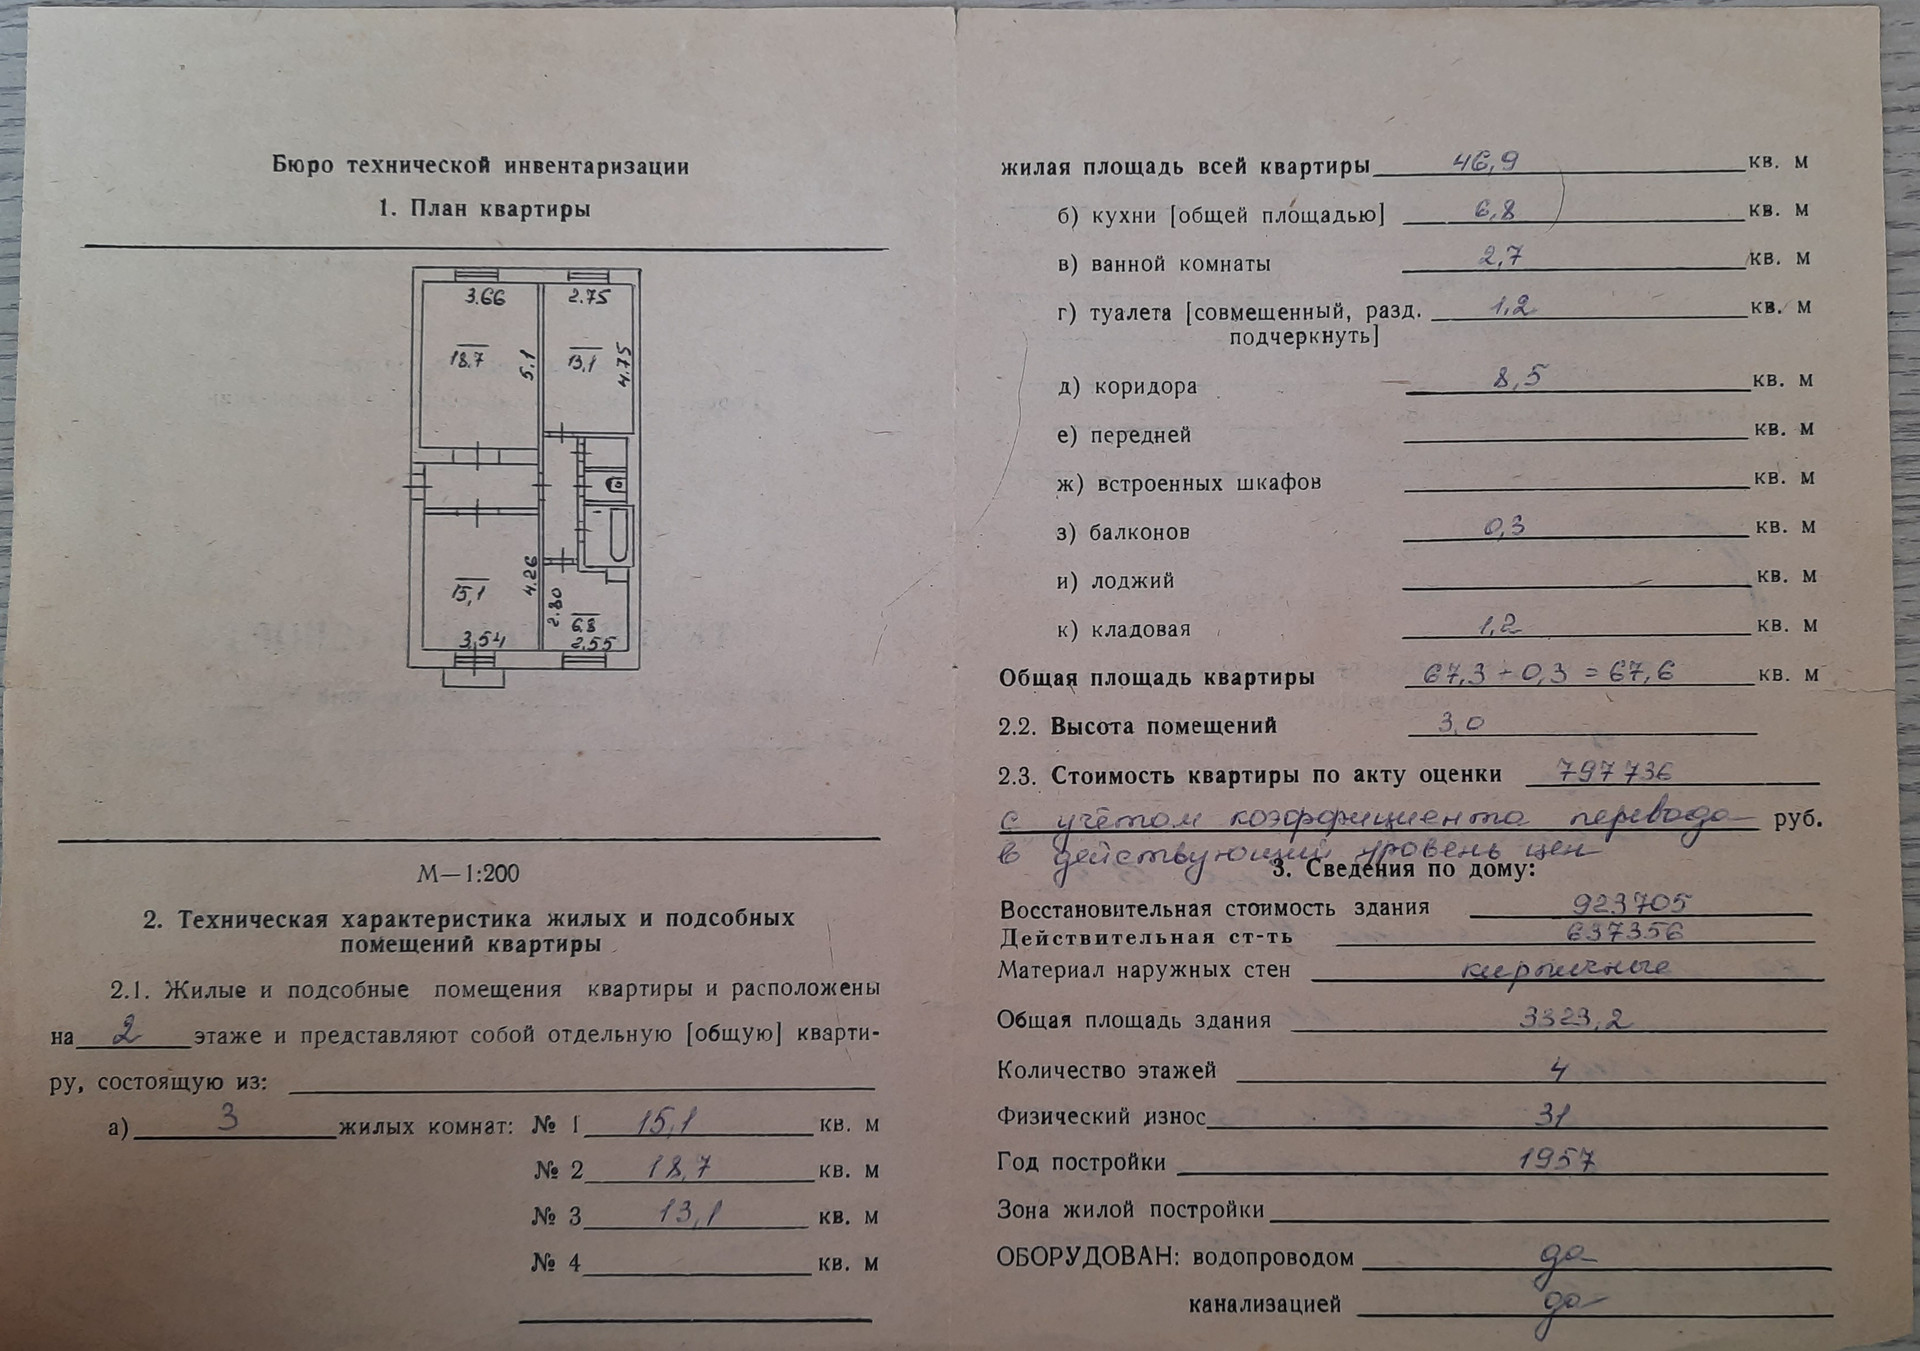 Бюро технической инвентаризации
1. План квартиры
3.66
2.75
18.7
5.1
13,1
4.75
15,1
4.26
3,54
2.80
6.8
2.55
М—1:200
2. Техническая характеристика жилых и подсобных
помещений квартиры
2.1. Жилые и подсобные помещения квартиры и расположены
на 2 этаже и представляют собой отдельную [общую] кварти-
ру, состоящую из:
а) 3 жилых комнат: № 1 15,1 кв. м
№ 2 18,7 кв. м
№ 3 13,1 кв. м
№ 4 кв. м
жилая площадь всей квартиры 46,9 кв. м
б) кухни [общей площадью] 6,8 кв. м
в) ванной комнаты 2,7 кв. м
г) туалета [совмещенный, разд. 1,2 кв. м
подчеркнуть]
д) коридора 8,5 кв. м
е) передней кв. м
ж) встроенных шкафов кв. м
з) балконов 0,3 кв. м
и) лоджий кв. м
к) кладовая 1,2 кв. м
Общая площадь квартиры 67,3 + 0,3 = 67,6 кв. м
2.2. Высота помещений 3,0
2.3. Стоимость квартиры по акту оценки 797736
с учётом коэффициента перевода руб.
в действующий уровень цен
3. Сведения по дому:
Восстановительная стоимость здания 923705
Действительная ст-ть 637356
Материал наружных стен кирпичные
Общая площадь здания 3323,2
Количество этажей 4
Физический износ 31
Год постройки 1957
Зона жилой постройки
ОБОРУДОВАН: водопроводом да
канализацией да